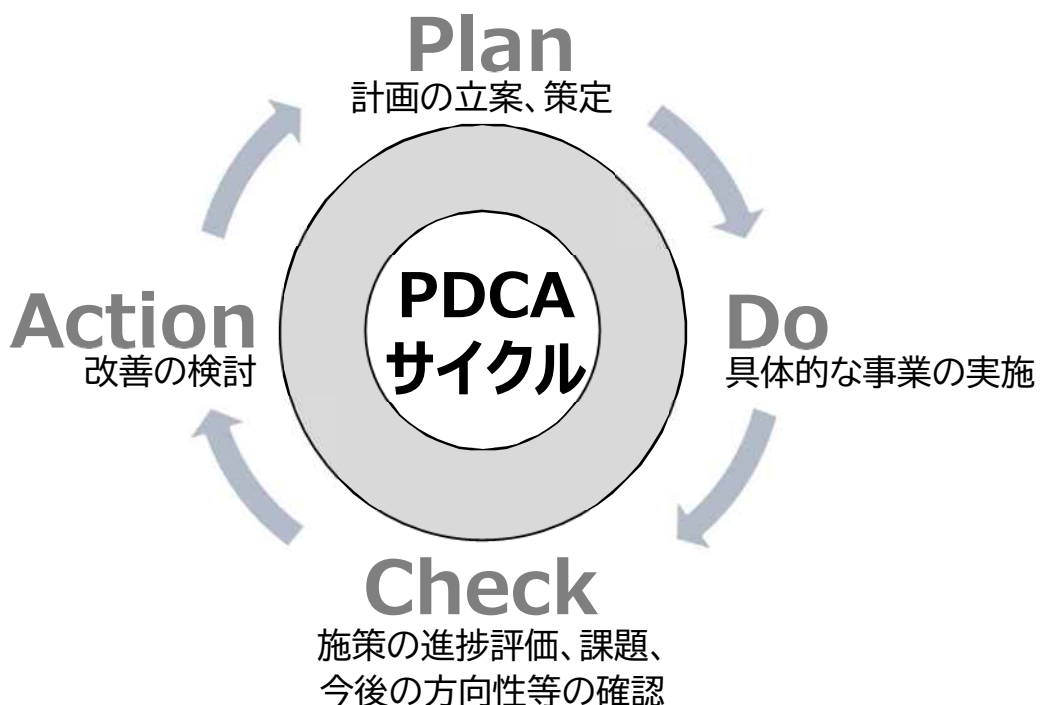 Plan
計画の立案、策定
PDCA
サイクル
Action
改善の検討
Do
具体的な事業の実施
Check
施策の進捗評価、課題、
今後の方向性等の確認